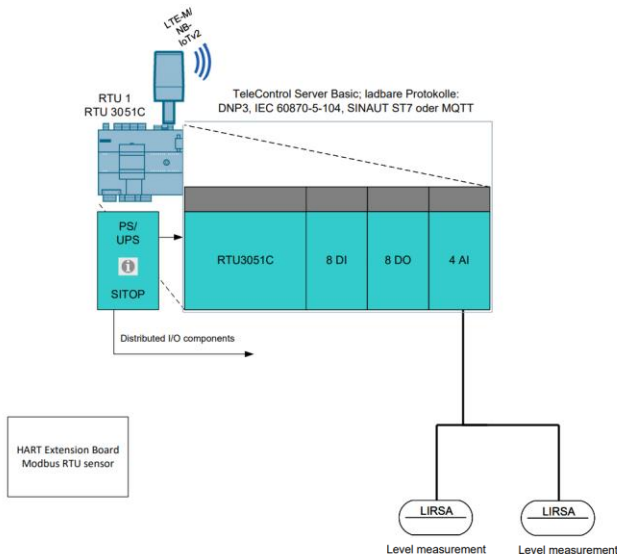 LTE-M/
NB-
IoTv2
RTU 1
RTU 3051C
TeleControl Server Basic; ladbare Protokolle:
DNP3, IEC 60870-5-104, SINAUT ST7 oder MQTT
PS/
UPS
SITOP
RTU3051C
8 DI
8 DO
4 AI
Distributed I/O components
HART Extension Board
Modbus RTU sensor
LIRSA
LIRSA
Level measurement
Level measurement